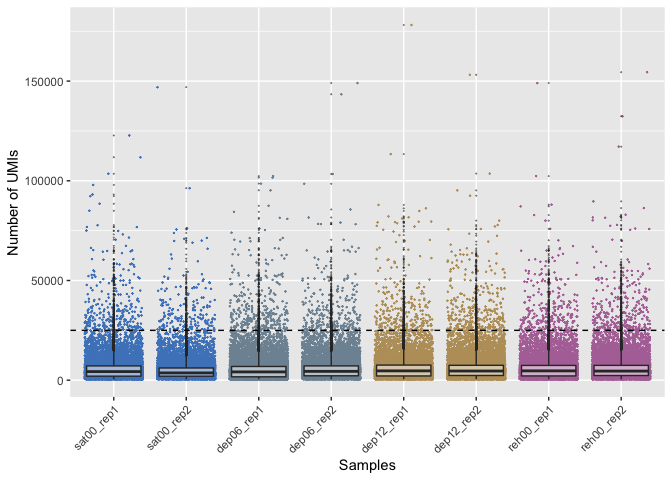 150000
100000
50000
0
Number of UMIs
sat00_rep1
sat00_rep2
dep06_rep1
dep06_rep2
dep12_rep1
dep12_rep2
reh00_rep1
reh00_rep2
Samples